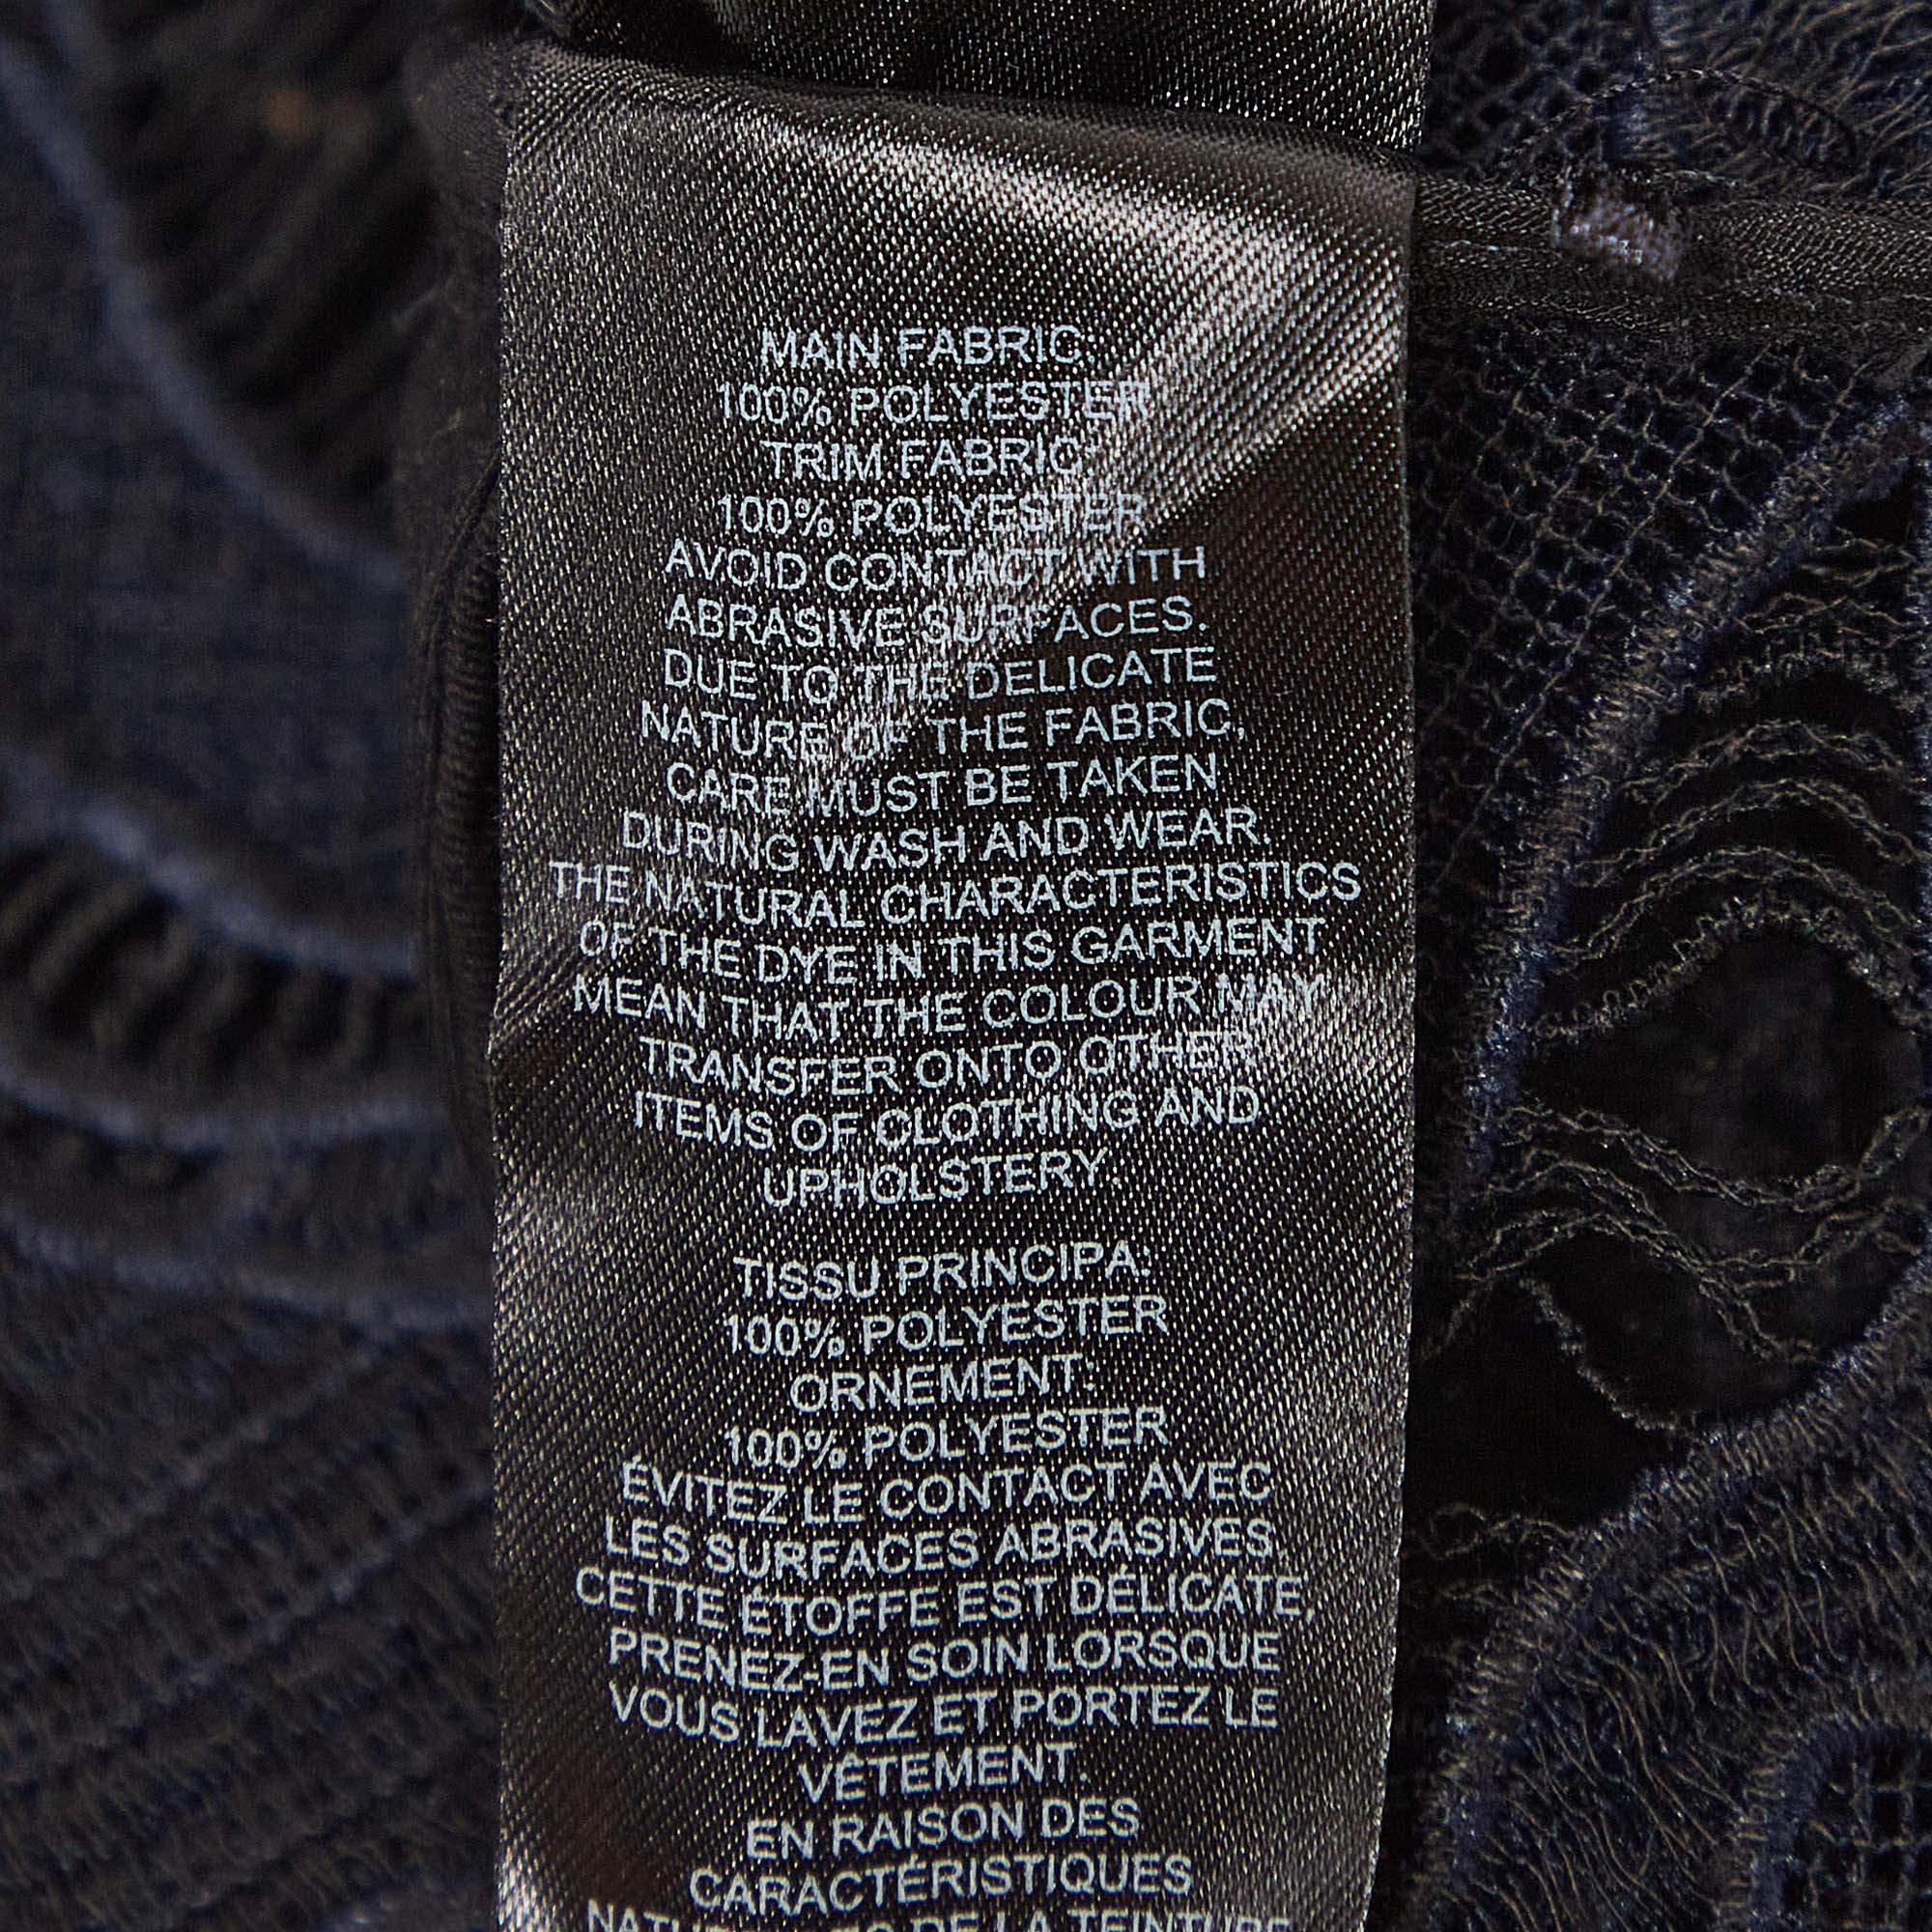 MAIN FABRIC:
100% POLYESTER
TRIM FABRIC:
100% POLYESTER
AVOID CONTACT WITH
ABRASIVE SURFACES.
DUE TO THE DELICATE
NATURE OF THE FABRIC,
CARE MUST BE TAKEN
DURING WASH AND WEAR.
THE NATURAL CHARACTERISTICS
OF THE DYE IN THIS GARMENT
MEAN THAT THE COLOUR MAY
TRANSFER ONTO OTHER
ITEMS OF CLOTHING AND
UPHOLSTERY.
TISSU PRINCIPA:
100% POLYESTER
ORNEMENT:
100% POLYESTER
ÉVITEZ LE CONTACT AVEC
LES SURFACES ABRASIVES.
CETTE ÉTOFFE EST DÉLICATE,
PRENEZ-EN SOIN LORSQUE
VOUS LAVEZ ET PORTEZ LE
VÊTEMENT.
EN RAISON DES
CARACTÉRISTIQUES
DE LA TEINTURE